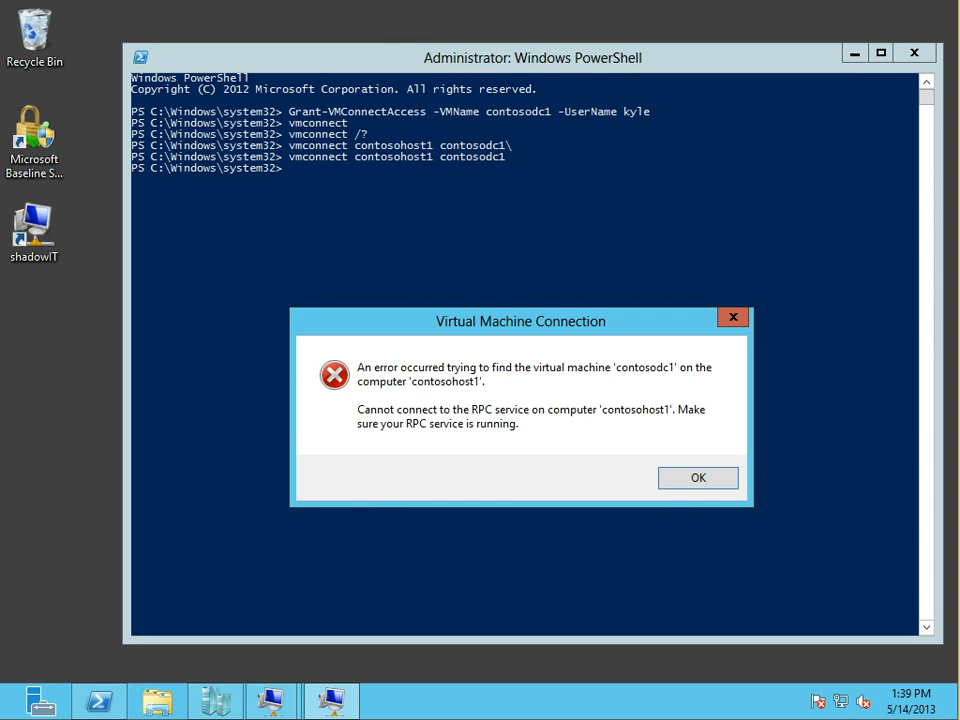 Recycle Bin
Microsoft
Baseline S...
shadowIT
Administrator: Windows PowerShell
Windows PowerShell
Copyright (C) 2012 Microsoft Corporation. All rights reserved.
PS C:\Windows\system32> Grant-VMConnectAccess -VMName contosodc1 -UserName kyle
PS C:\Windows\system32> vmconnect
PS C:\Windows\system32> vmconnect /?
PS C:\Windows\system32> vmconnect contosohost1 contosodc1\
PS C:\Windows\system32> vmconnect contosohost1 contosodc1
PS C:\Windows\system32>
Virtual Machine Connection
An error occurred trying to find the virtual machine 'contosodc1' on the
computer 'contosohost1'.
Cannot connect to the RPC service on computer 'contosohost1'. Make
sure your RPC service is running.
OK
1:39 PM
5/14/2013